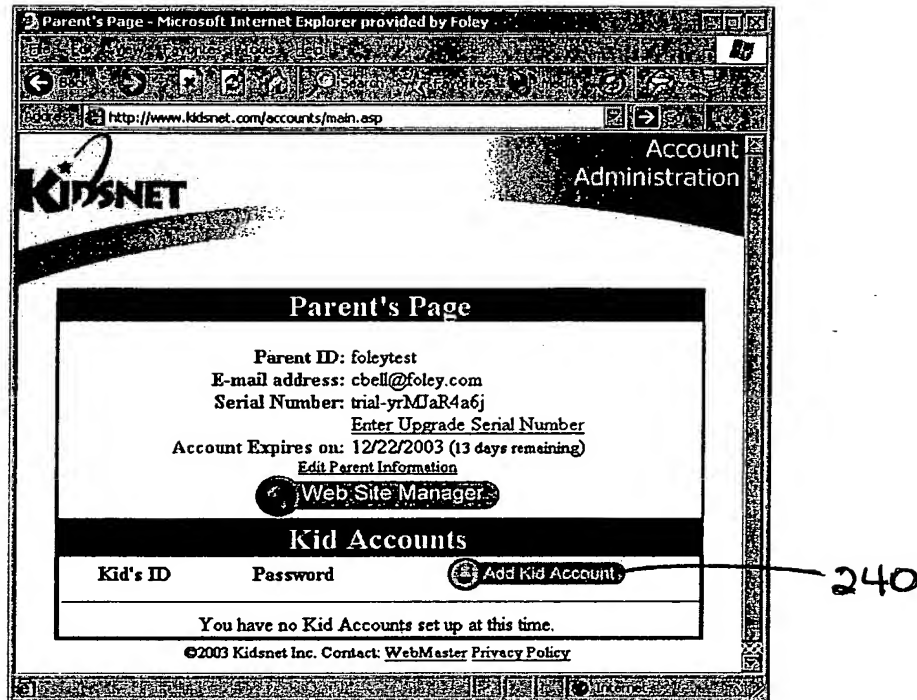 Parent's Page - Microsoft Internet Explorer provided by Foley
http://www.kidsnet.com/accounts/main.asp
KIDSNET
Account
Administration
Parent's Page
Parent ID: foleytest
E-mail address: cbell@foley.com
Serial Number: trial-yrMJaR4a6j
Enter Upgrade Serial Number
Account Expires on: 12/22/2003 (13 days remaining)
Edit Parent Information
Web Site Manager
Kid Accounts
Kid's ID Password Add Kid Account
240
You have no Kid Accounts set up at this time.
©2003 Kidsnet Inc. Contact: WebMaster Privacy Policy